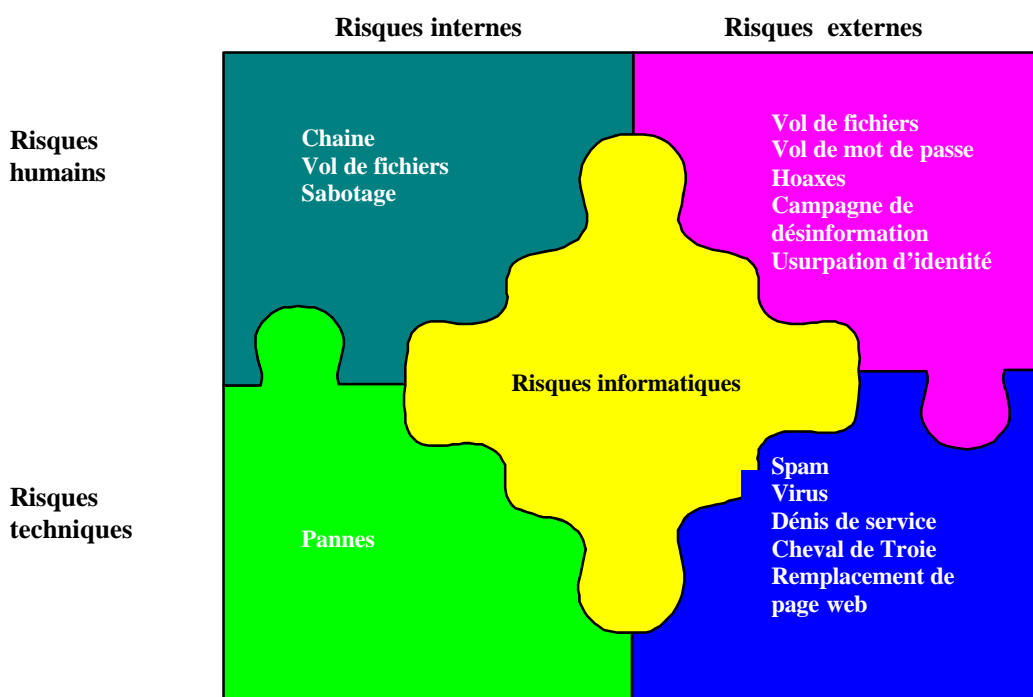 Risques internes
Risques externes
Risques
humains
Chaine
Vol de fichiers
Sabotage
Vol de fichiers
Vol de mot de passe
Hoaxes
Campagne de
désinformation
Usurpation d'identité
Risques informatiques
Risques
techniques
Pannes
Spam
Virus
Dénis de service
Cheval de Troie
Remplacement de
page web